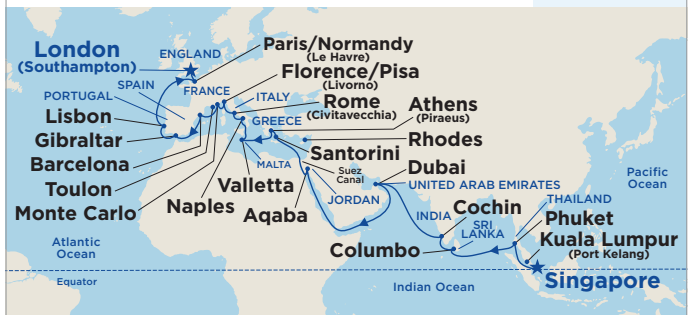 London
(Southampton)
ENGLAND
Paris/Normandy
(Le Havre)
Florence/Pisa
(Livorno)
SPAIN
FRANCE
ITALY
PORTUGAL
Rome
(Civitavecchia)
Athens
(Piraeus)
Lisbon
GREECE
Gibraltar
Rhodes
Barcelona
Santorini
MALTA
Suez
Canal
Dubai
Toulon
Valletta
JORDAN
UNITED ARAB EMIRATES
Pacific
Ocean
Monte Carlo
Naples
Aqaba
INDIA
Cochin
THAILAND
SRI
LANKA
Phuket
Atlantic
Ocean
Columbo
Kuala Lumpur
(Port Kelang)
Equator
Indian Ocean
Singapore